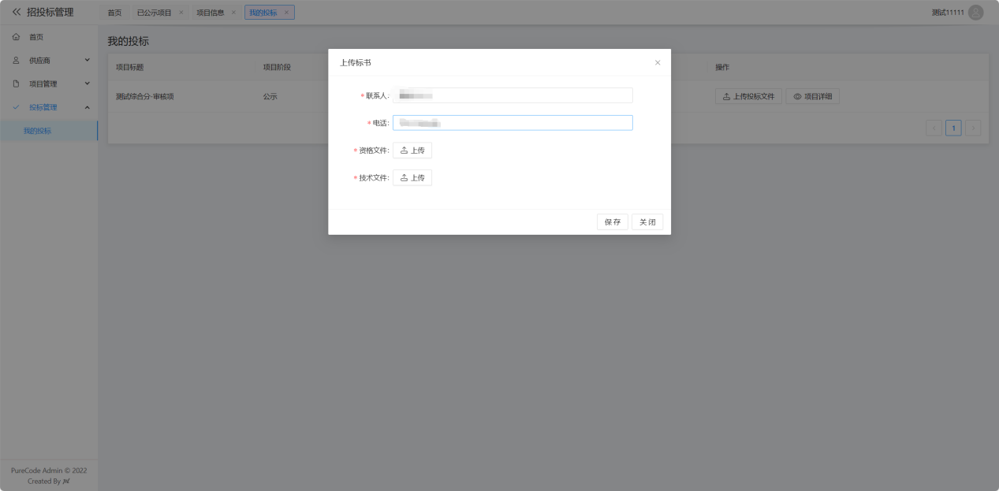 招投标管理
首页 已公示项目 × 项目信息 × 我的投标 ×
测试11111
首页
供应商
项目管理
投标管理
我的投标
我的投标
项目标题 项目阶段 操作
测试综合分-审核项 公示 上传投标文件 项目详细
1
上传标书 ×
* 联系人:
* 电话:
* 资格文件: 上传
* 技术文件: 上传
保存 关闭
PureCode Admin © 2022
Created By